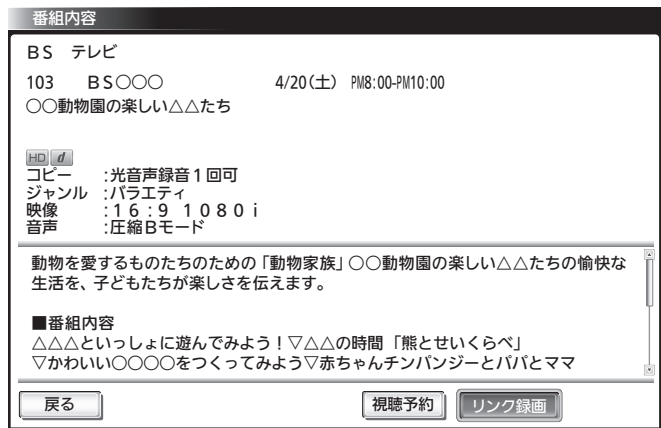 番組内容
BS テレビ
103 BS○○○ 4/20(土) PM8:00-PM10:00
○○動物園の楽しい△△たち
HD d
コピー :光音声録音1回可
ジャンル :バラエティ
映像 :16:9 1080i
音声 :圧縮Bモード
動物を愛するものたちのための「動物家族」○○動物園の楽しい△△たちの愉快な
生活を、子どもたちが楽しさを伝えます。
■番組内容
△△△といっしょに遊んでみよう！▽△△の時間「熊とせいくらべ」
▽かわいい○○○○をつくってみよう▽赤ちゃんチンパンジーとパパとママ
戻る 視聴予約 リンク録画